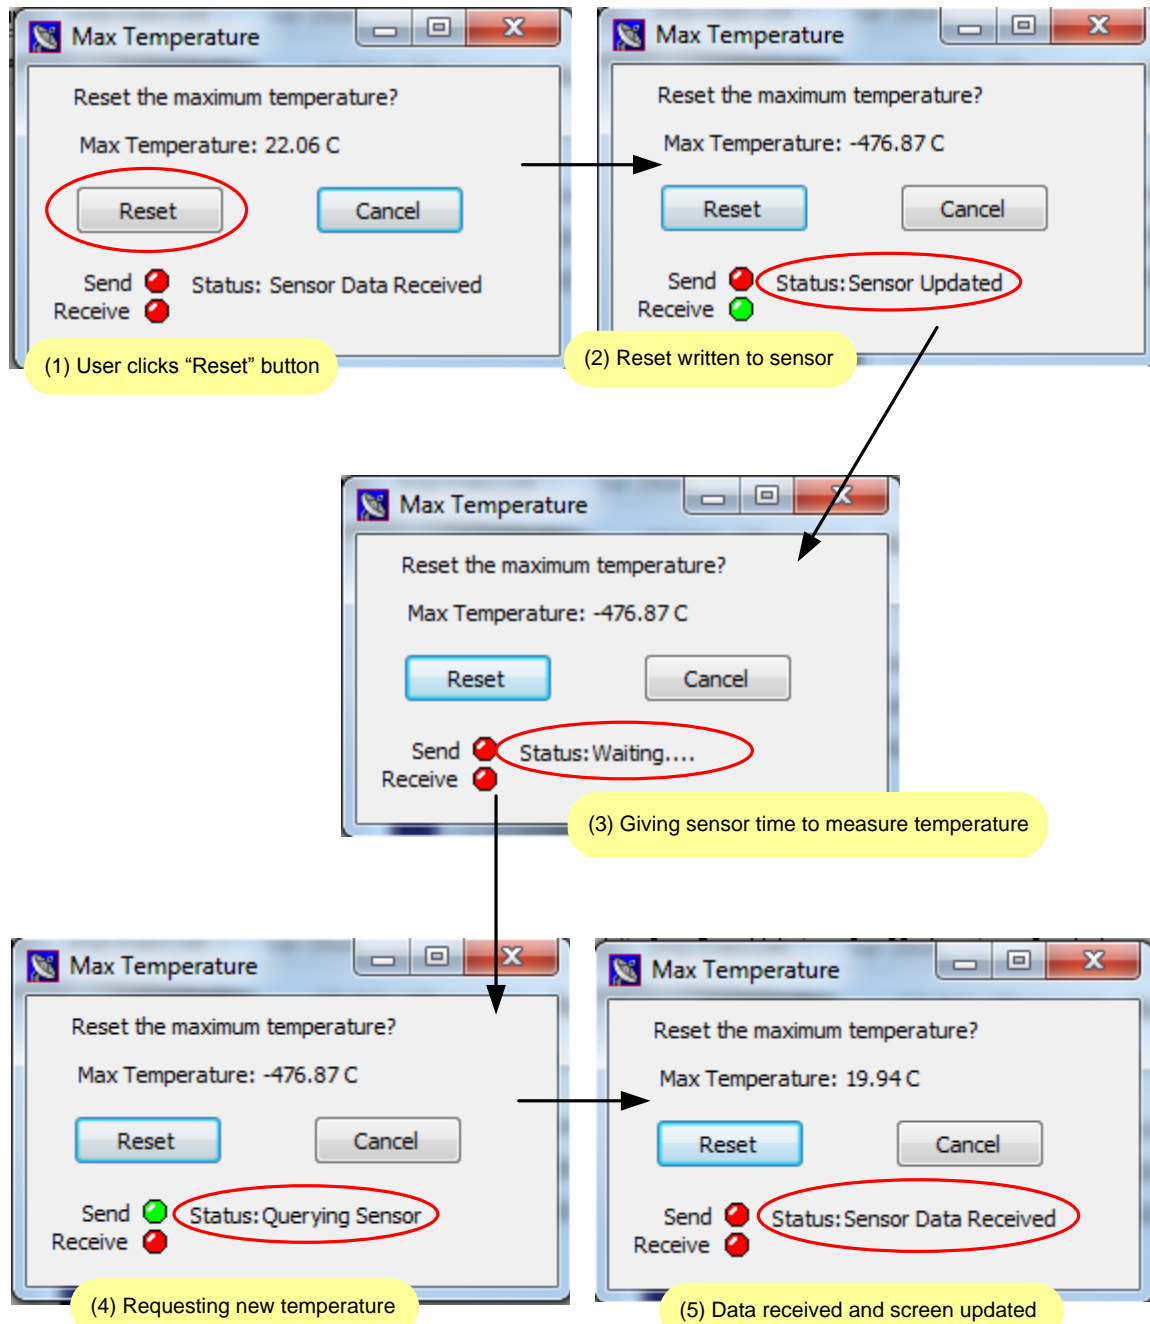 Max Temperature
Reset the maximum temperature?
Max Temperature: 22.06 C
Reset
Cancel
Send
Status: Sensor Data Received
Receive
(1) User clicks “Reset” button
Max Temperature
Reset the maximum temperature?
Max Temperature: -476.87 C
Reset
Cancel
Send
Status: Sensor Updated
Receive
(2) Reset written to sensor
Max Temperature
Reset the maximum temperature?
Max Temperature: -476.87 C
Reset
Cancel
Send
Status: Waiting....
Receive
(3) Giving sensor time to measure temperature
Max Temperature
Reset the maximum temperature?
Max Temperature: -476.87 C
Reset
Cancel
Send
Status: Querying Sensor
Receive
(4) Requesting new temperature
Max Temperature
Reset the maximum temperature?
Max Temperature: 19.94 C
Reset
Cancel
Send
Status: Sensor Data Received
Receive
(5) Data received and screen updated